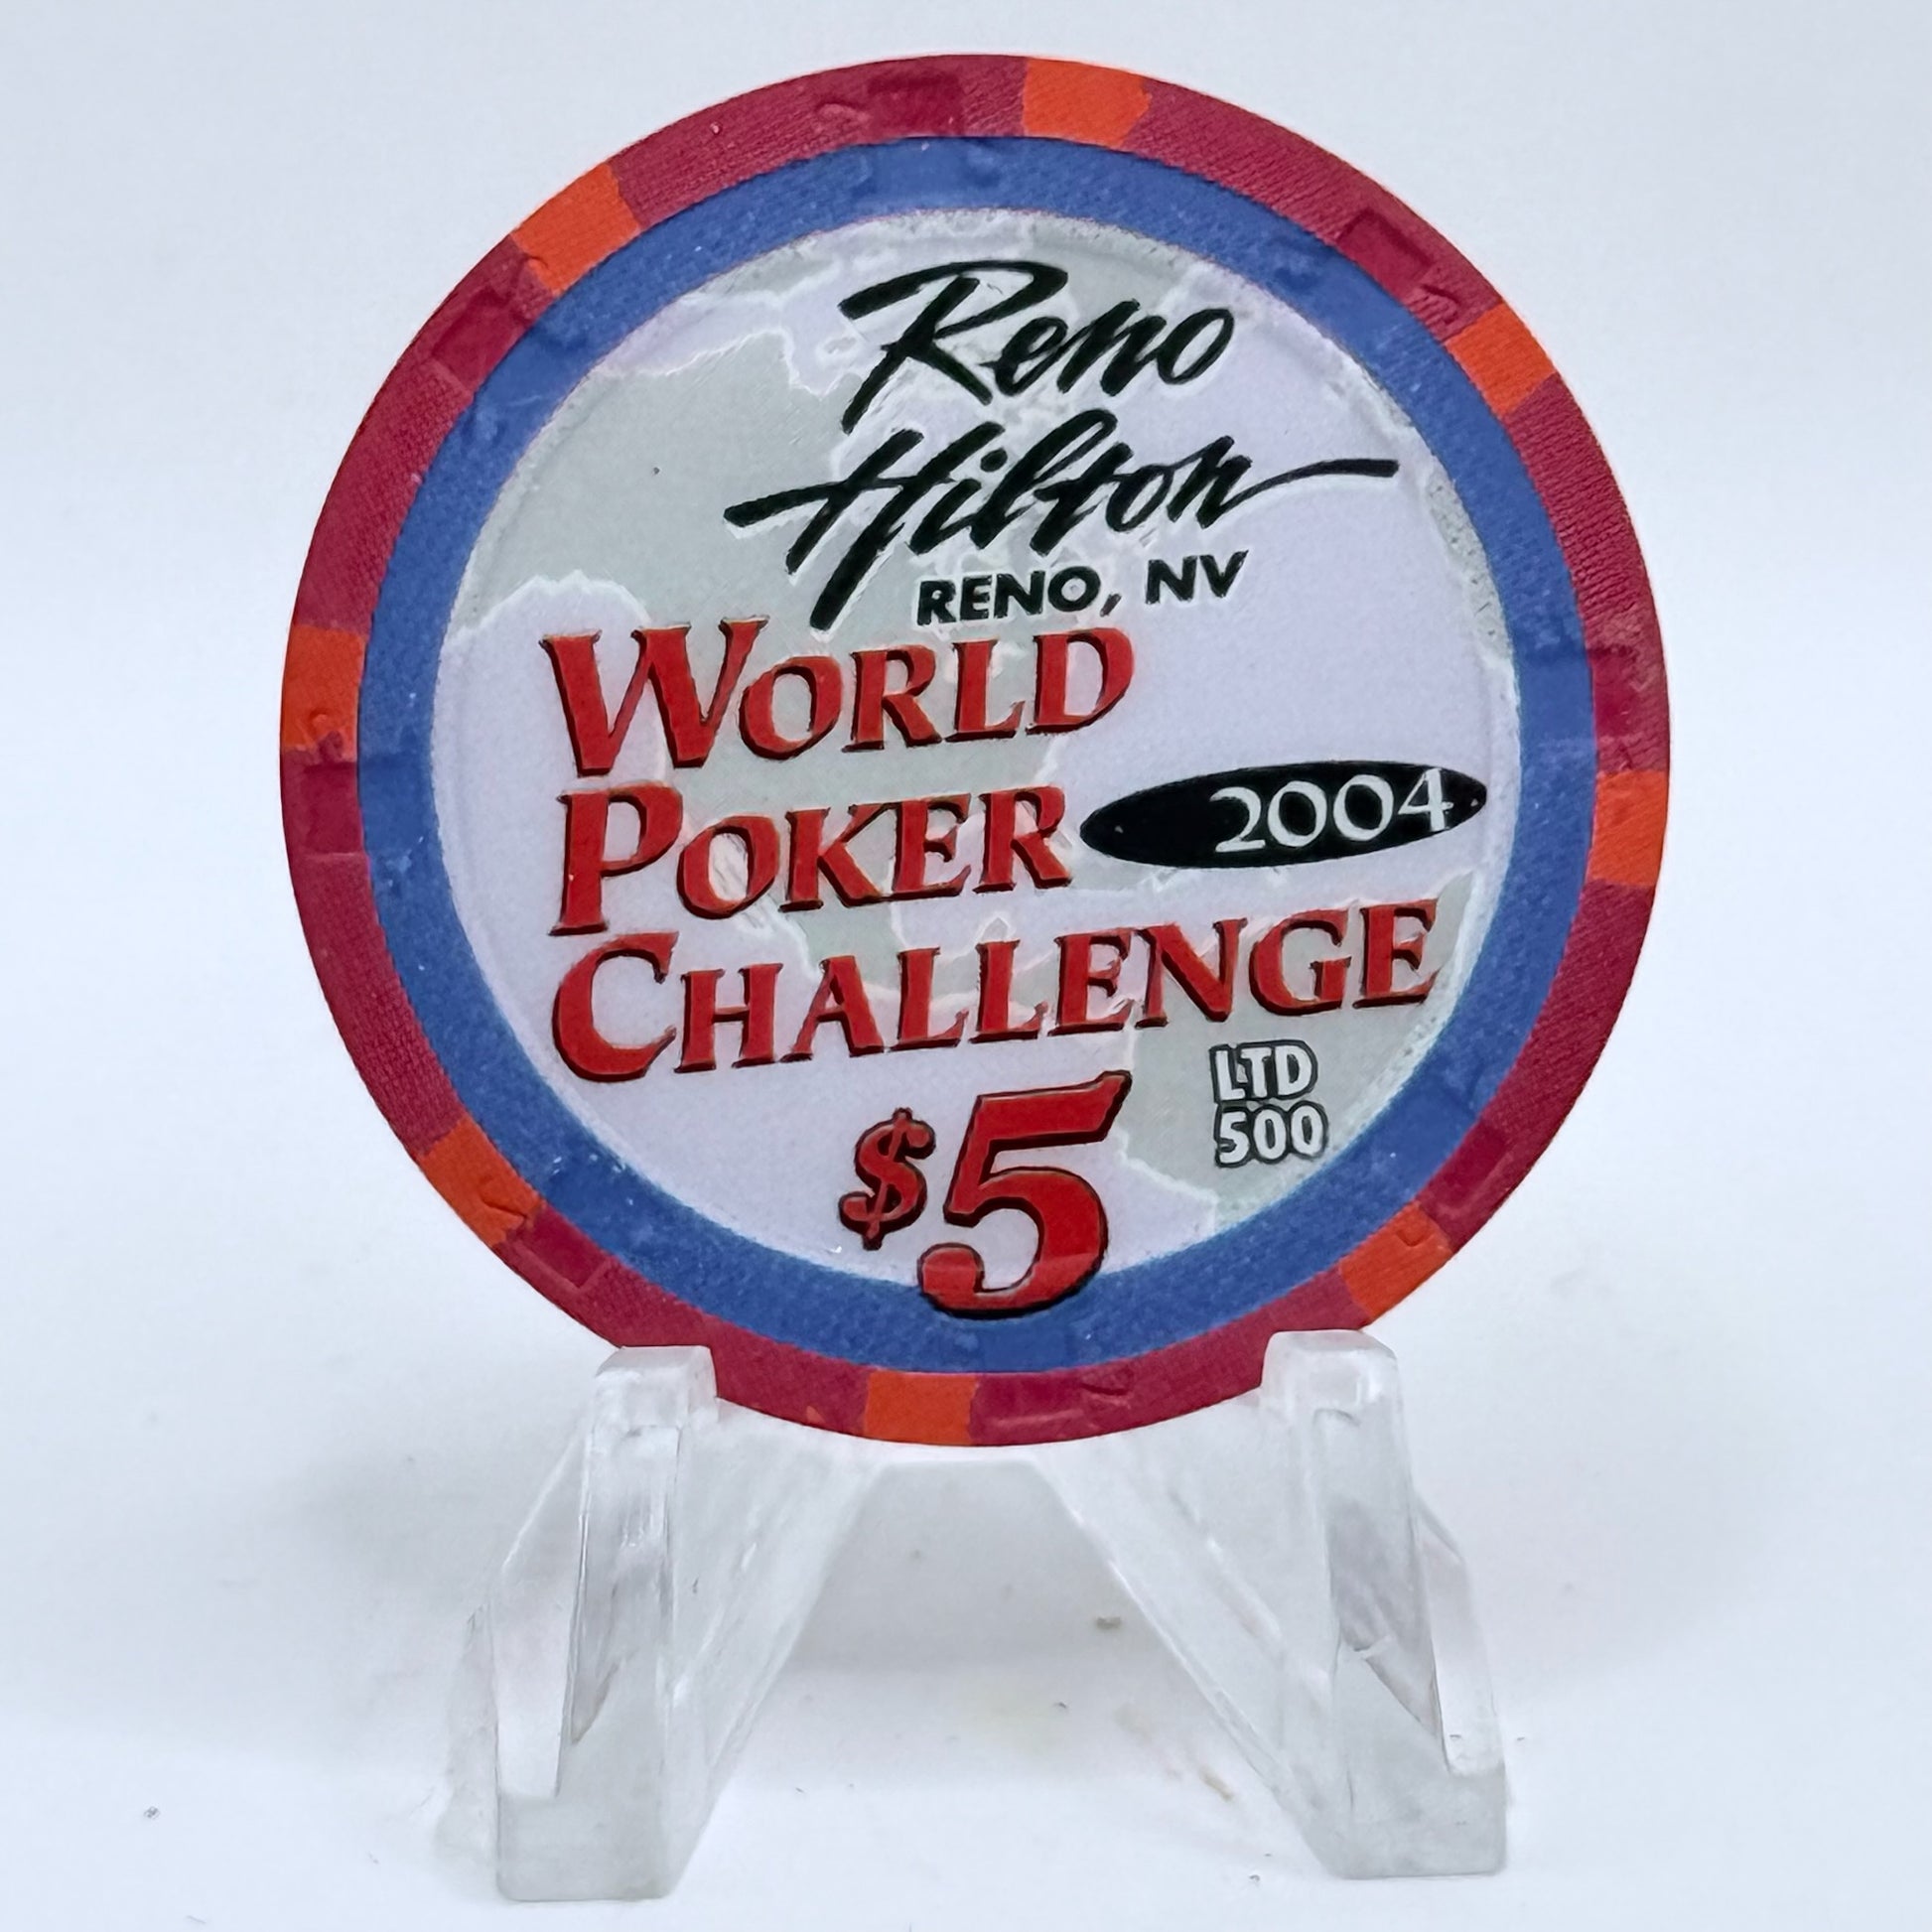 Reno
Hilton
RENO, NV
WORLD
POKER 2004
CHALLENGE
LTD
500
$5